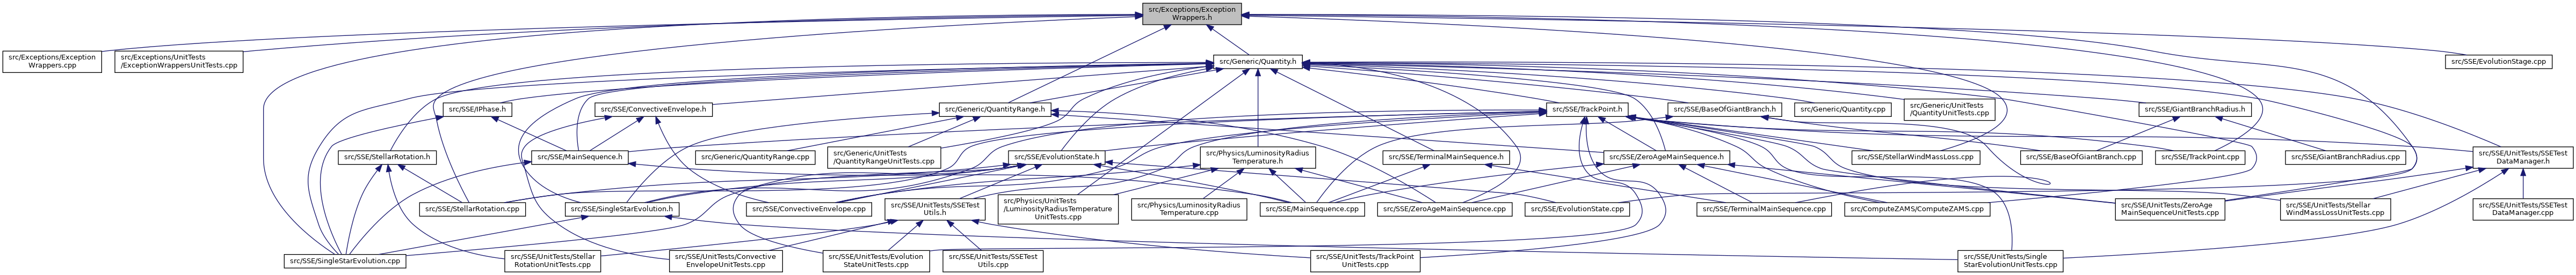 src/Exceptions/Exception
Wrappers.h
src/Exceptions/Exception
Wrappers.cpp
src/Exceptions/UnitTests
/ExceptionWrappersUnitTests.cpp
src/Generic/Quantity.h
src/SSE/EvolutionStage.cpp
src/SSE/IPhase.h
src/SSE/ConvectiveEnvelope.h
src/Generic/QuantityRange.h
src/SSE/TrackPoint.h
src/SSE/BaseOfGiantBranch.h
src/Generic/Quantity.cpp
src/Generic/UnitTests
/QuantityUnitTests.cpp
src/SSE/GiantBranchRadius.h
src/SSE/StellarRotation.h
src/SSE/MainSequence.h
src/Generic/QuantityRange.cpp
src/Generic/UnitTests
/QuantityRangeUnitTests.cpp
src/SSE/EvolutionState.h
src/Physics/LuminosityRadius
Temperature.h
src/SSE/TerminalMainSequence.h
src/SSE/ZeroAgeMainSequence.h
src/SSE/StellarWindMassLoss.cpp
src/SSE/BaseOfGiantBranch.cpp
src/SSE/TrackPoint.cpp
src/SSE/GiantBranchRadius.cpp
src/SSE/UnitTests/SSETest
DataManager.h
src/SSE/StellarRotation.cpp
src/SSE/SingleStarEvolution.h
src/SSE/ConvectiveEnvelope.cpp
src/SSE/UnitTests/SSETest
Utils.h
src/Physics/UnitTests
/LuminosityRadiusTemperature
UnitTests.cpp
src/Physics/LuminosityRadius
Temperature.cpp
src/SSE/MainSequence.cpp
src/SSE/ZeroAgeMainSequence.cpp
src/SSE/EvolutionState.cpp
src/SSE/TerminalMainSequence.cpp
src/ComputeZAMS/ComputeZAMS.cpp
src/SSE/UnitTests/ZeroAge
MainSequenceUnitTests.cpp
src/SSE/UnitTests/Stellar
WindMassLossUnitTests.cpp
src/SSE/UnitTests/SSETest
DataManager.cpp
src/SSE/SingleStarEvolution.cpp
src/SSE/UnitTests/Stellar
RotationUnitTests.cpp
src/SSE/UnitTests/Convective
EnvelopeUnitTests.cpp
src/SSE/UnitTests/Evolution
StateUnitTests.cpp
src/SSE/UnitTests/SSETest
Utils.cpp
src/SSE/UnitTests/TrackPoint
UnitTests.cpp
src/SSE/UnitTests/Single
StarEvolutionUnitTests.cpp